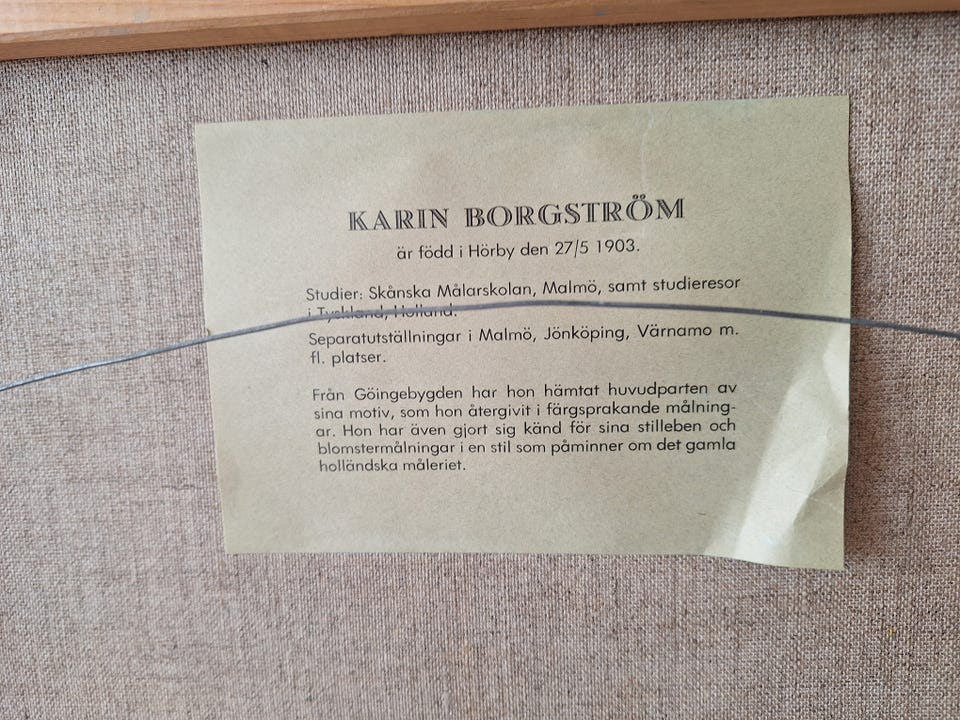 KARIN BORGSTRÖM
är född i Hörby den 27/5 1903.
Studier: Skånska Målarskolan, Malmö, samt studieresor
i Tyskland, Holland.
Separatutställningar i Malmö, Jönköping, Värnamo m.
fl. platser.
Från Göingebygden har hon hämtat huvudparten av
sina motiv, som hon återgivit i färgsprakande målning-
ar. Hon har även gjort sig känd för sina stilleben och
blomstermålningar i en stil som påminner om det gamla
holländska måleriet.